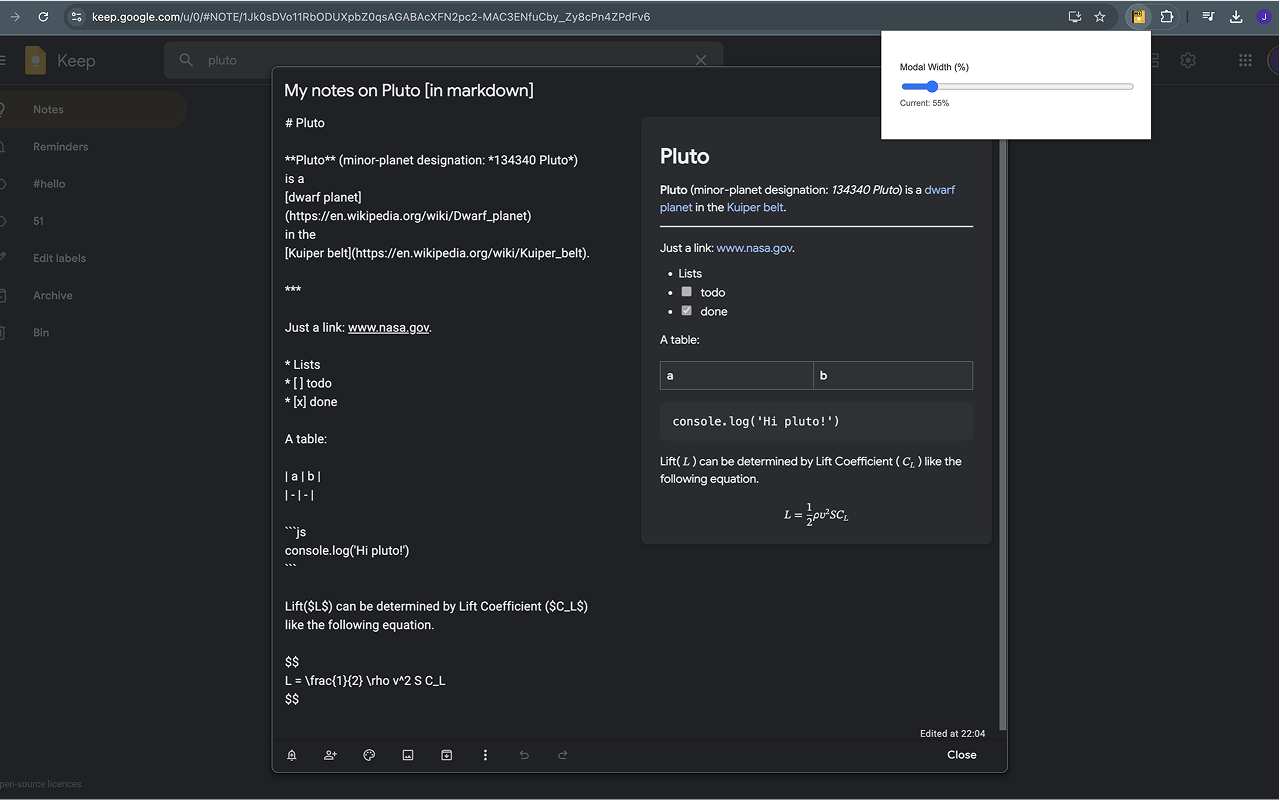 keep.google.com/u/0/#NOTE/1Jk0sDVo11RbODUXpbZ0qsAGABAcXFN2pc2-MAC3ENfuCby_Zy8cPn4ZPdFv6
J
Keep
pluto
Modal Width (%)
Current: 55%
Notes
Reminders
#hello
51
Edit labels
Archive
Bin
My notes on Pluto [in markdown]
# Pluto
**Pluto** (minor-planet designation: *134340 Pluto*)
is a
[dwarf planet]
(https://en.wikipedia.org/wiki/Dwarf_planet)
in the
[Kuiper belt](https://en.wikipedia.org/wiki/Kuiper_belt).
***
Just a link: www.nasa.gov.
* Lists
* [ ] todo
* [x] done
A table:
| a | b |
| - | - |
```js
console.log('Hi pluto!')
```
Lift($L$) can be determined by Lift Coefficient ($C_L$)
like the following equation.
$$
L = \frac{1}{2} \rho v^2 S C_L
$$
Pluto
Pluto (minor-planet designation: 134340 Pluto) is a dwarf
planet in the Kuiper belt.
Just a link: www.nasa.gov.
• Lists
• todo
• done
A table:
a b
console.log('Hi pluto!')
Lift( L ) can be determined by Lift Coefficient ( C_L ) like the
following equation.
L = 1/2 ρv²SC_L
Edited at 22:04
Close
pen-source licences